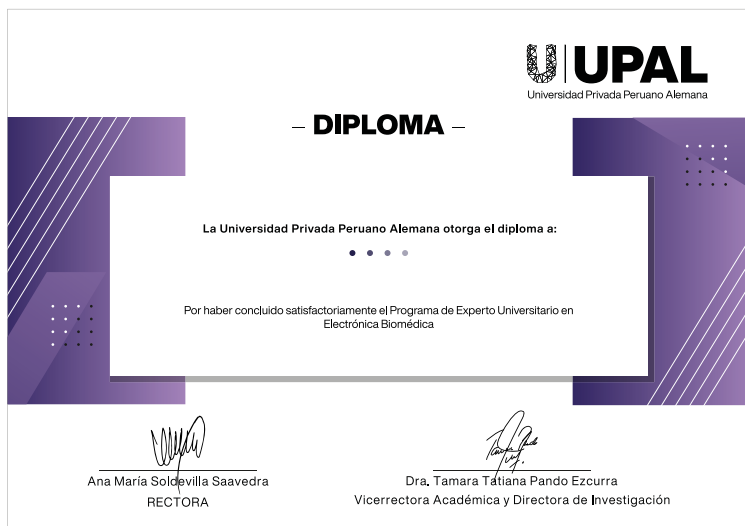 UPAL
Universidad Privada Peruano Alemana
– DIPLOMA –
La Universidad Privada Peruano Alemana otorga el diploma a:
Por haber concluido satisfactoriamente el Programa de Experto Universitario en
Electrónica Biomédica
Ana María Soldevilla Saavedra
RECTORA
Dra. Tamara Tatiana Pando Ezcurra
Vicerrectora Académica y Directora de Investigación